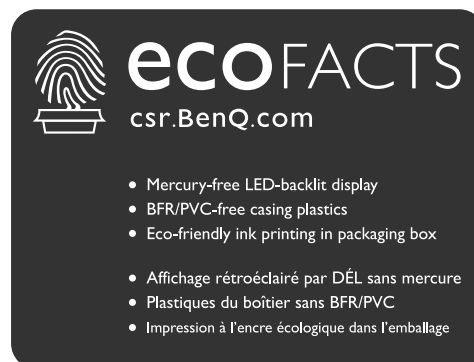 ecoFACTS
csr.BenQ.com
• Mercury-free LED-backlit display
• BFR/PVC-free casing plastics
• Eco-friendly ink printing in packaging box
• Affichage rétroéclairé par DÉL sans mercure
• Plastiques du boîtier sans BFR/PVC
• Impression à l'encre écologique dans l'emballage